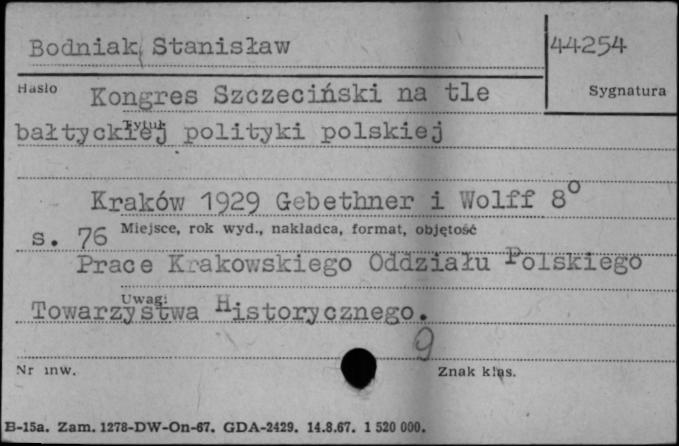 Bodniak, Stanisław 44254
Hasło Kongres Szczeciński na tle Sygnatura
Tytuł
bałtyckiej polityki polskiej
Kraków 1929 Gebethner i Wolff 8°
Miejsce, rok wyd., nakładca, format, objętość
s. 76
Prace Krakowskiego Oddziału Polskiego
Uwagi
Towarzystwa Historycznego.
9
Nr inw. Znak klas.
B-15a. Zam. 1278-DW-On-67. GDA-2429. 14.8.67. 1 520 000.